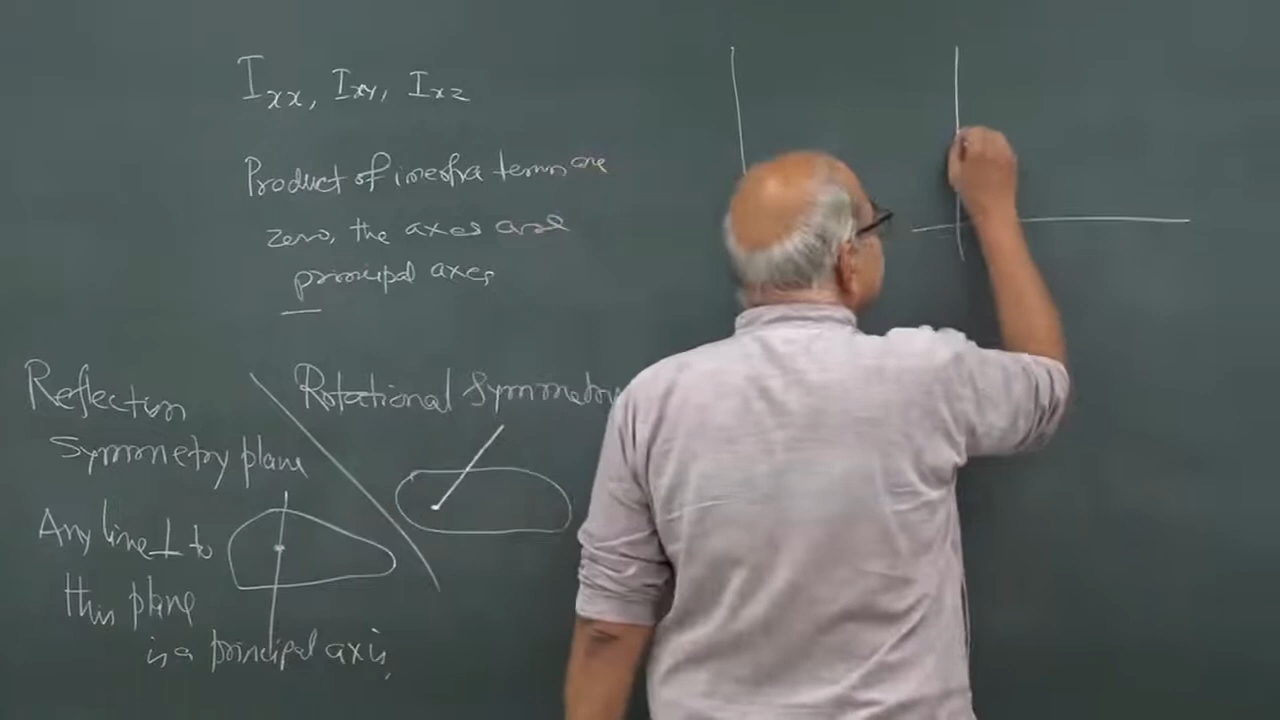 Ixx, Ixy, Ixz
Product of inertia terms are
zero, the axes are
principal axes
Reflection
Symmetry plane
Any line ⊥ to
this plane
is a principal axis,
Rotational Symmetry